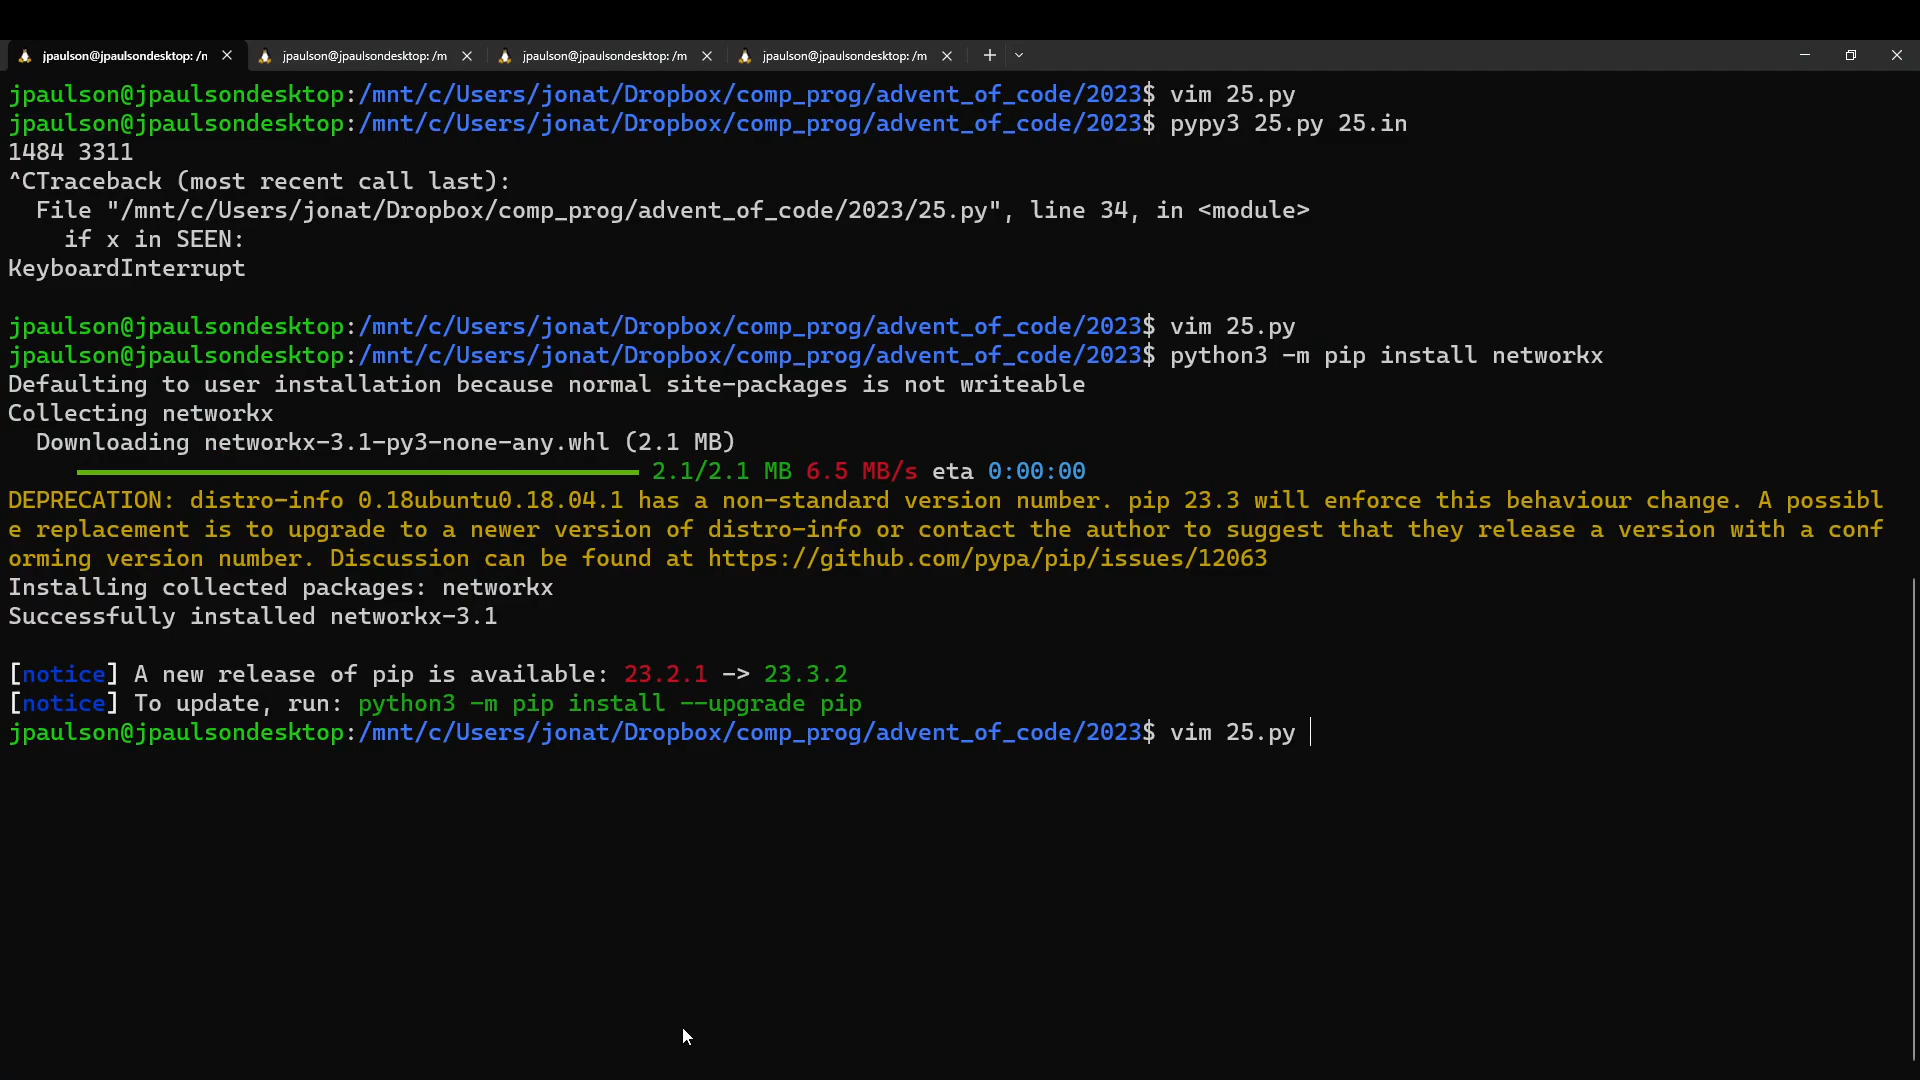 jpaulson@jpaulsondesktop: /n
jpaulson@jpaulsondesktop: /m
jpaulson@jpaulsondesktop: /m
jpaulson@jpaulsondesktop: /m
jpaulson@jpaulsondesktop:/mnt/c/Users/jonat/Dropbox/comp_prog/advent_of_code/2023$ vim 25.py
jpaulson@jpaulsondesktop:/mnt/c/Users/jonat/Dropbox/comp_prog/advent_of_code/2023$ pypy3 25.py 25.in
1484 3311
^CTraceback (most recent call last):
  File "/mnt/c/Users/jonat/Dropbox/comp_prog/advent_of_code/2023/25.py", line 34, in <module>
    if x in SEEN:
KeyboardInterrupt
jpaulson@jpaulsondesktop:/mnt/c/Users/jonat/Dropbox/comp_prog/advent_of_code/2023$ vim 25.py
jpaulson@jpaulsondesktop:/mnt/c/Users/jonat/Dropbox/comp_prog/advent_of_code/2023$ python3 -m pip install networkx
Defaulting to user installation because normal site-packages is not writeable
Collecting networkx
  Downloading networkx-3.1-py3-none-any.whl (2.1 MB)
2.1/2.1 MB 6.5 MB/s eta 0:00:00
DEPRECATION: distro-info 0.18ubuntu0.18.04.1 has a non-standard version number. pip 23.3 will enforce this behaviour change. A possibl
e replacement is to upgrade to a newer version of distro-info or contact the author to suggest that they release a version with a conf
orming version number. Discussion can be found at https://github.com/pypa/pip/issues/12063
Installing collected packages: networkx
Successfully installed networkx-3.1
[notice] A new release of pip is available: 23.2.1 -> 23.3.2
[notice] To update, run: python3 -m pip install --upgrade pip
jpaulson@jpaulsondesktop:/mnt/c/Users/jonat/Dropbox/comp_prog/advent_of_code/2023$ vim 25.py